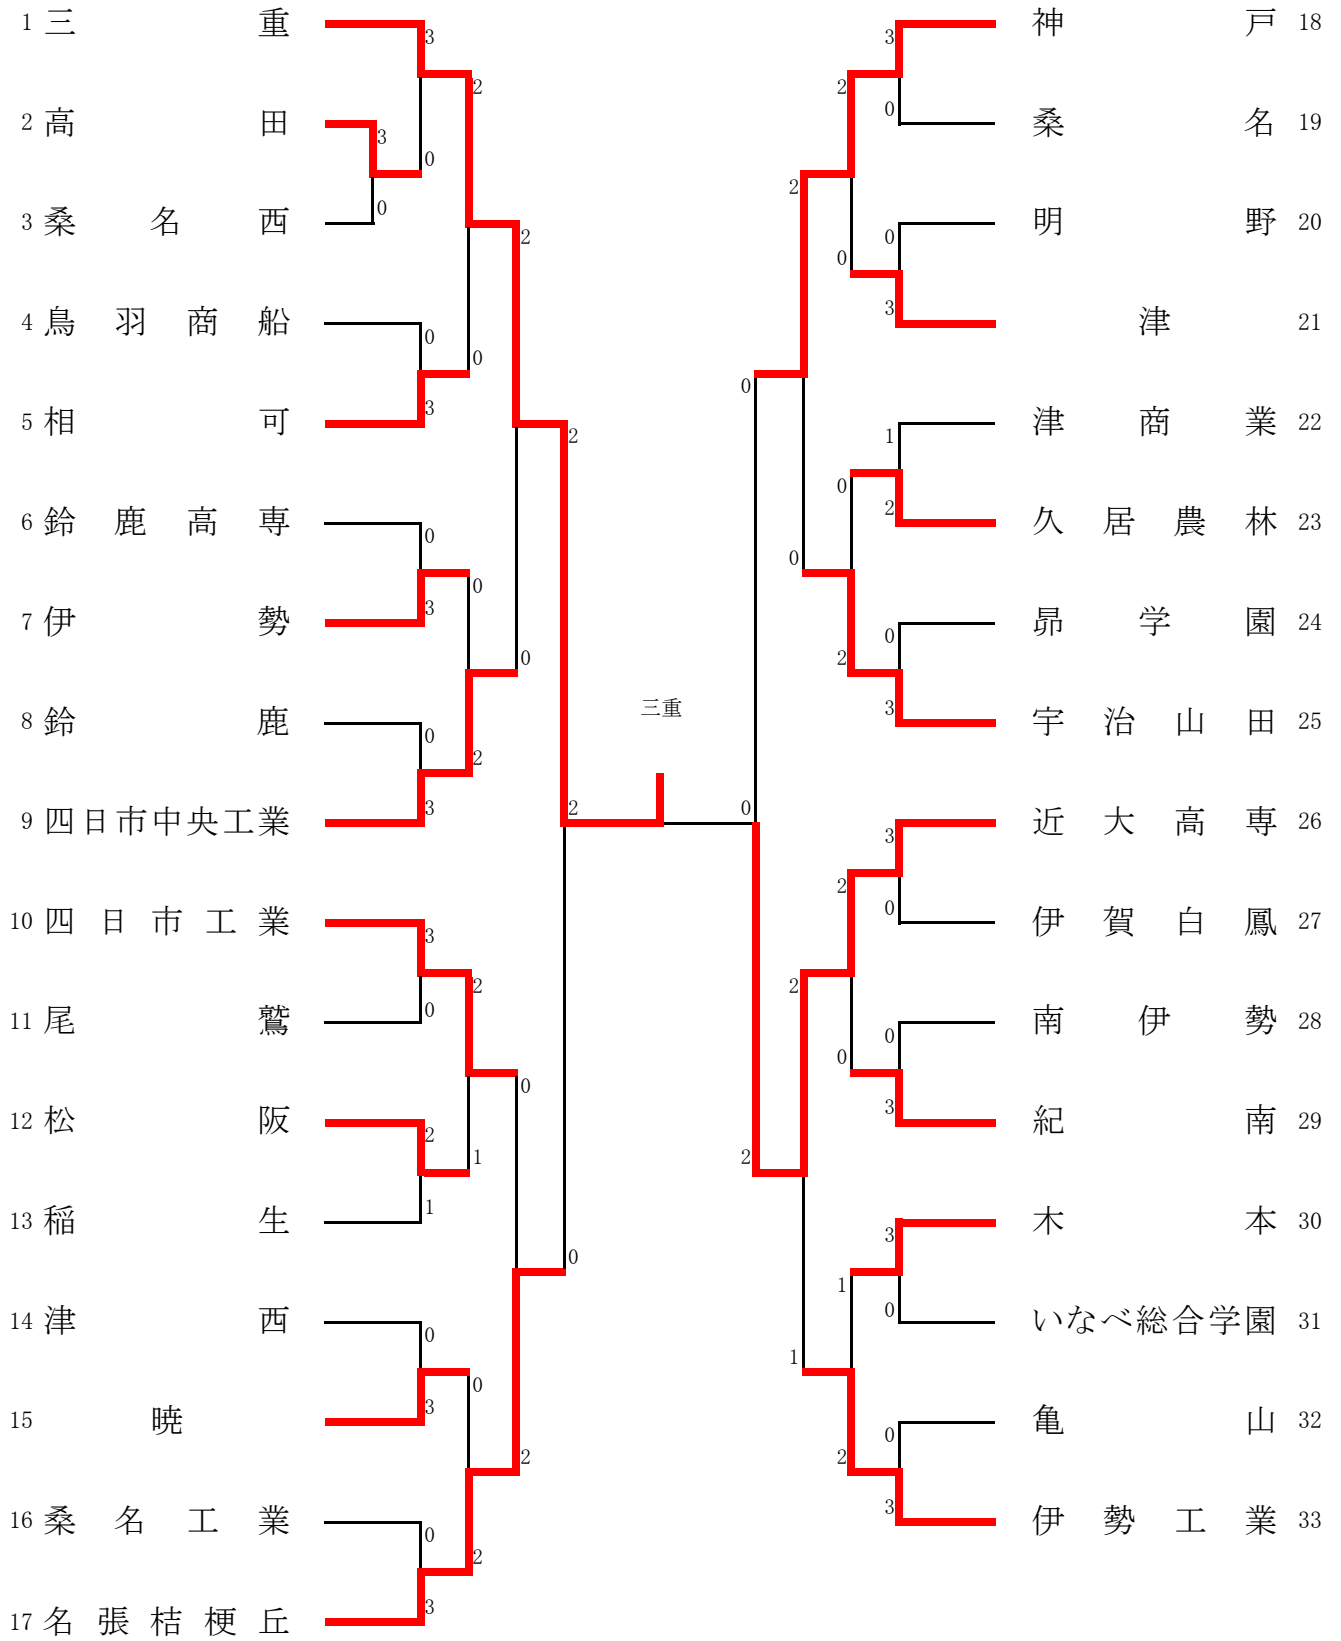 1 三重
3
2
2 高田
3
0
3 桑名西
0
2
4 鳥羽商船
0
0
5 相可
3
2
6 鈴鹿高専
0
0
7 伊勢
3
0
8 鈴鹿
0
2
9 四日市中央工業
3
2
10 四日市工業
3
2
11 尾鷲
0
0
12 松阪
2
1
13 稲生
1
0
14 津西
0
0
15 暁
3
2
16 桑名工業
0
2
17 名張桔梗丘
3
三重
神戸 18
3
2
桑名 19
0
2
明野 20
0
0
津 21
3
0
津商業 22
1
0
久居農林 23
2
0
昴学園 24
0
2
宇治山田 25
3
0
近大高専 26
3
2
伊賀白鳳 27
0
2
南伊勢 28
0
0
紀南 29
3
2
木本 30
3
1
いなべ総合学園 31
0
1
亀山 32
0
2
伊勢工業 33
3